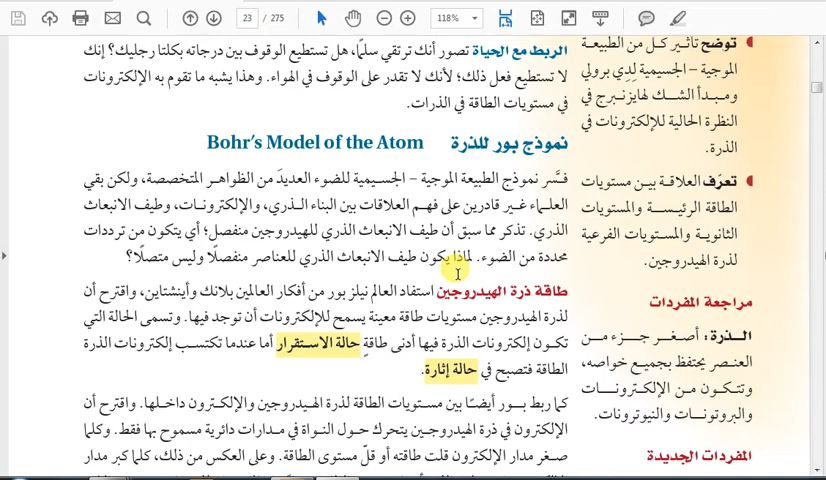 23
/ 275
118%
الربط مع الحياة تصور أنك ترتقي سلمًا، هل تستطيع الوقوف بين درجاته بكلتا رجليك؟ إنك
لا تستطيع فعل ذلك؛ لأنك لا تقدر على الوقوف في الهواء. وهذا يشبه ما تقوم به الإلكترونات
في مستويات الطاقة في الذرات.
نموذج بور للذرة Bohr's Model of the Atom
فسَّر نموذج الطبيعة الموجية – الجسيمية للضوء العديدَ من الظواهر المتخصصة، ولكن بقي
العلماء غير قادرين على فهم العلاقات بين البناء الذري، والإلكترونات، وطيف الانبعاث
الذري. تذكر مما سبق أن طيف الانبعاث الذري للهيدروجين منفصل؛ أي يتكون من ترددات
محددة من الضوء. لماذا يكون طيف الانبعاث الذري للعناصر منفصلًا وليس متصلًا؟
طاقة ذرة الهيدروجين استفاد العالم نيلز بور من أفكار العالمين بلانك وأينشتاين، واقترح أن
لذرة الهيدروجين مستويات طاقة معينة يسمح للإلكترونات أن توجد فيها. وتسمى الحالة التي
تكون إلكترونات الذرة فيها أدنى طاقةٍ حالة الاستقرار أما عندما تكتسب إلكترونات الذرة
الطاقة فتصبح في حالة إثارة.
كما ربط بور أيضًا بين مستويات الطاقة لذرة الهيدروجين والإلكترون داخلها. واقترح أن
الإلكترون في ذرة الهيدروجين يتحرك حول النواة في مدارات دائرية مسموح بها فقط. وكلما
صغر مدار الإلكترون قلت طاقته أو قلّ مستوى الطاقة. وعلى العكس من ذلك، كلما كبر مدار
توضح تأثير كل من الطبيعة
الموجية – الجسيمية لِدِي برولي
ومبدأ الشك لهايزنبرج في
النظرة الحالية للإلكترونات في
الذرة.
تعرّف العلاقة بين مستويات
الطاقة الرئيسة والمستويات
الثانوية والمستويات الفرعية
لذرة الهيدروجين.
مراجعة المفردات
الذرة: أصغر جزء من
العنصر يحتفظ بجميع خواصه،
وتتكون من الإلكترونات
والبروتونات والنيوترونات.
المفردات الجديدة